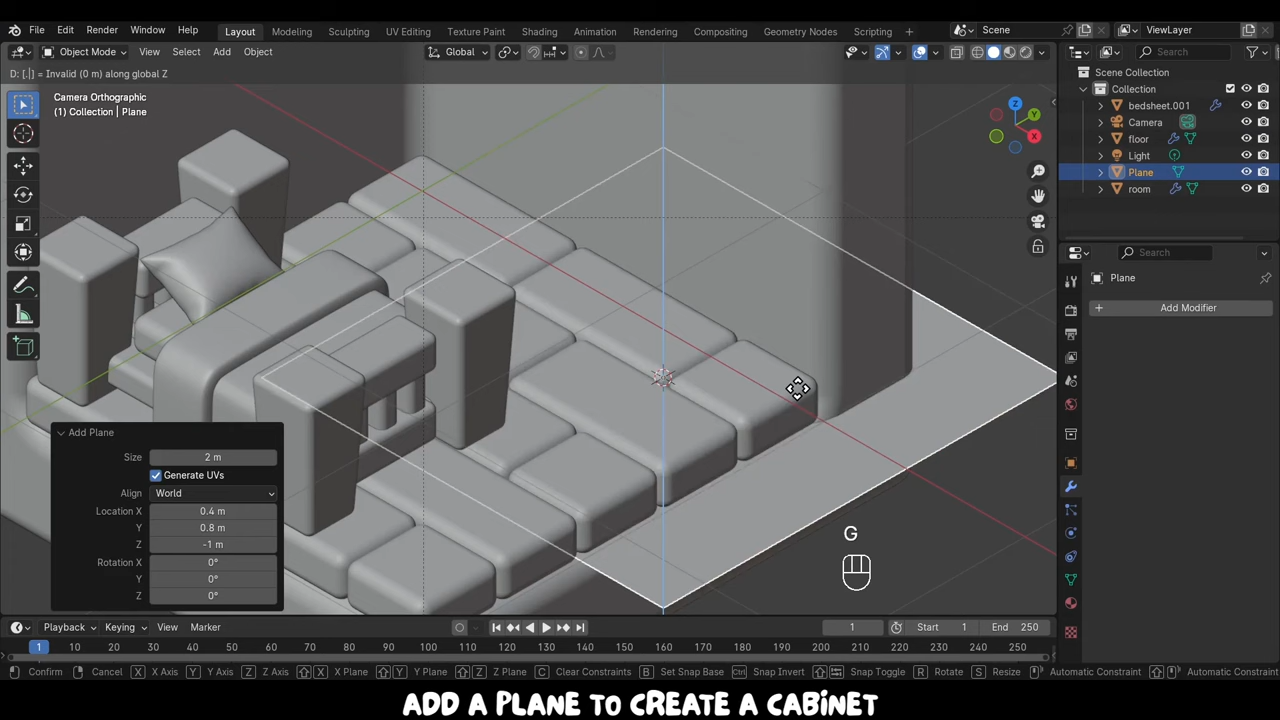 File Edit Render Window Help Layout Modeling Sculpting UV Editing Texture Paint Shading Animation Rendering Compositing Geometry Nodes Scripting Scene ViewLayer
Object Mode View Select Add Object Global Search
D: [.|] = Invalid (0 m) along global Z
Scene Collection
Collection
Camera Orthographic
(1) Collection | Plane
bedsheet.001
Camera
floor
Light
Plane
room
Z
Y
X
Search
Plane
Add Modifier
Add Plane
Size 2 m
Generate UVs
Align World
Location X 0.4 m
Y 0.8 m
Z -1 m
Rotation X 0°
Y 0°
Z 0°
G
Playback Keying View Marker 1 Start 1 End 250
1 10 20 30 40 50 60 70 80 90 100 110 120 130 140 150 160 170 180 190 200 210 220 230 240 250
Confirm Cancel X X Axis Y Y Axis Z Z Axis X X Plane Y Y Plane Z Z Plane C Clear Constraints B Set Snap Base Ctrl Snap Invert Snap Toggle G Move R Rotate S Resize Automatic Constraint Automatic Constraint
ADD A PLANE TO CREATE A CABINET